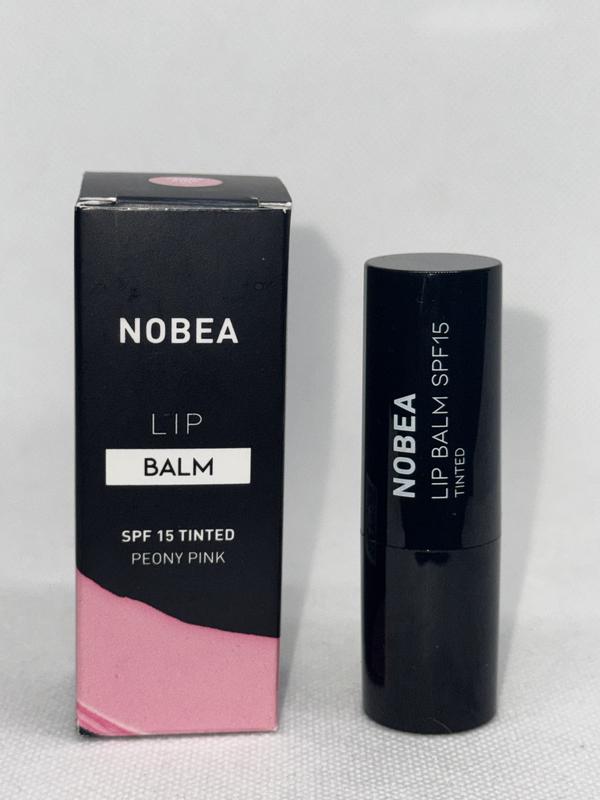 NOBEA
LIP
BALM
SPF 15 TINTED
PEONY PINK
NOBEA
LIP BALM SPF15
TINTED